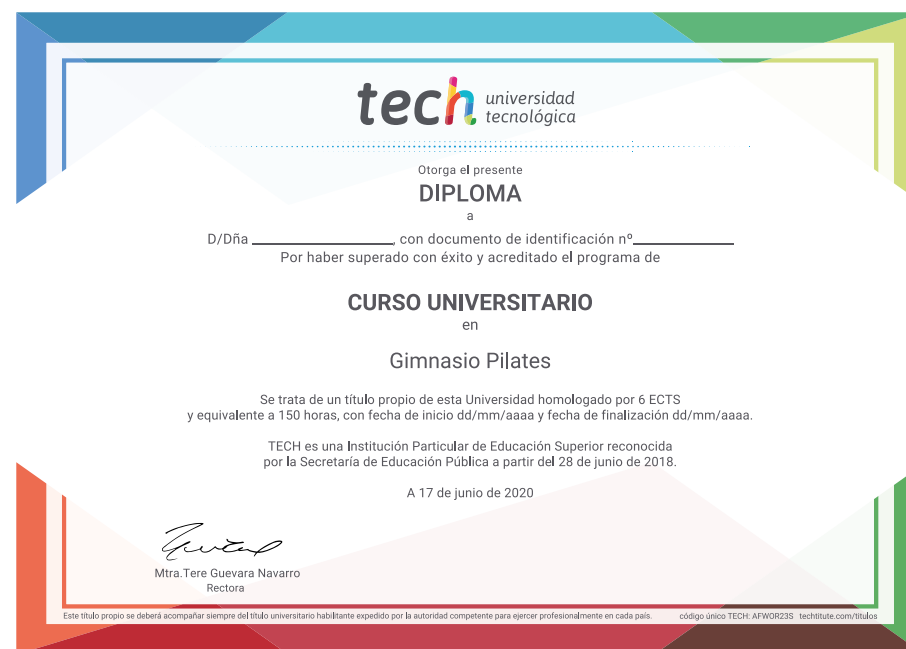 tech universidad
tecnológica
Otorga el presente
DIPLOMA
a
D/Dña ____________________, con documento de identificación nº______________
Por haber superado con éxito y acreditado el programa de
CURSO UNIVERSITARIO
en
Gimnasio Pilates
Se trata de un título propio de esta Universidad homologado por 6 ECTS
y equivalente a 150 horas, con fecha de inicio dd/mm/aaaa y fecha de finalización dd/mm/aaaa.
TECH es una Institución Particular de Educación Superior reconocida
por la Secretaría de Educación Pública a partir del 28 de junio de 2018.
A 17 de junio de 2020
Mtra.Tere Guevara Navarro
Rectora
Este título propio se deberá acompañar siempre del título universitario habilitante expedido por la autoridad competente para ejercer profesionalmente en cada país. código único TECH: AFWOR23S techtitute.com/titulos